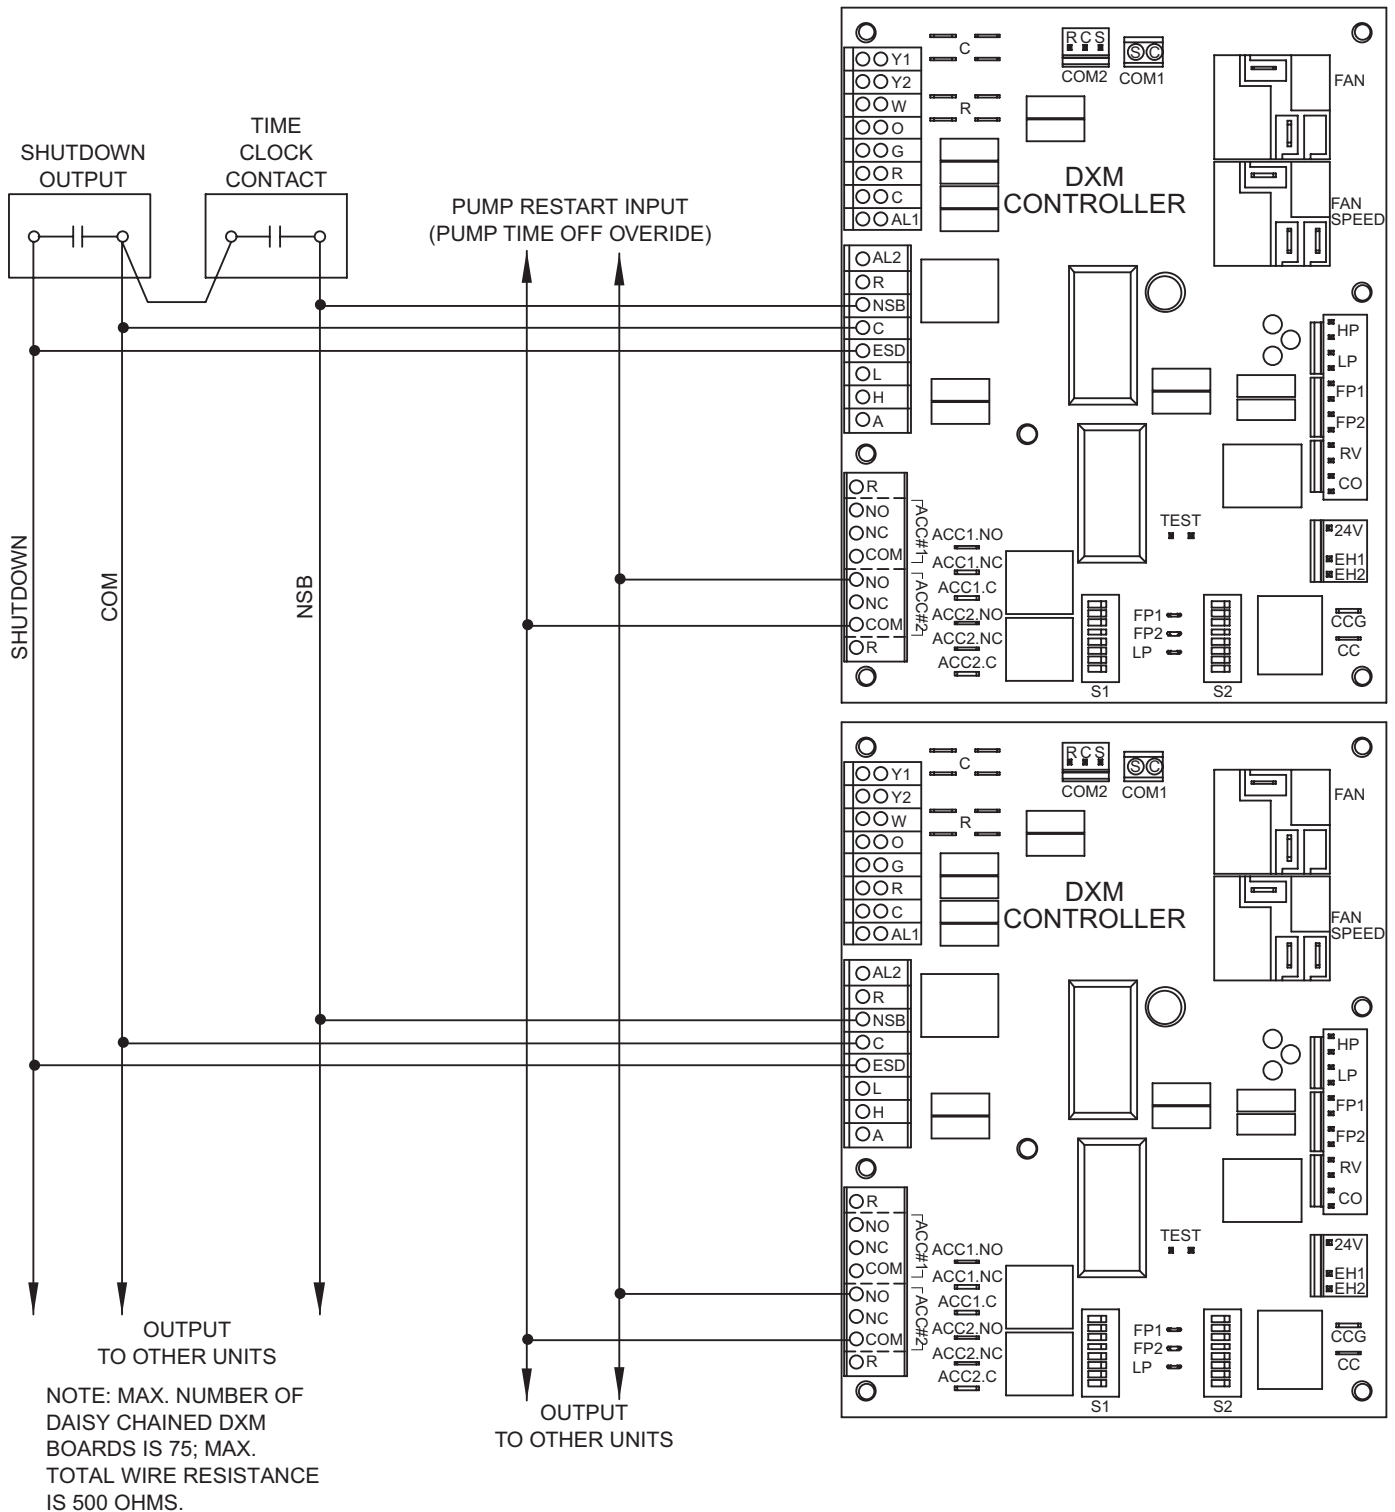 SHUTDOWN
OUTPUT
TIME
CLOCK
CONTACT
PUMP RESTART INPUT
(PUMP TIME OFF OVERIDE)
SHUTDOWN
COM
NSB
OUTPUT
TO OTHER UNITS
NOTE: MAX. NUMBER OF
DAISY CHAINED DXM
BOARDS IS 75; MAX.
TOTAL WIRE RESISTANCE
IS 500 OHMS.
OUTPUT
TO OTHER UNITS
Y1
Y2
W
O
G
R
C
AL1
AL2
R
NSB
C
ESD
L
H
A
R
NO
NC
COM
NO
NC
COM
R
ACC#1
ACC#2
C
R
R C S
COM2
S C
COM1
DXM
CONTROLLER
FAN
FAN
SPEED
HP
LP
FP1
FP2
RV
CO
24V
EH1
EH2
TEST
ACC1.NO
ACC1.NC
ACC1.C
ACC2.NO
ACC2.NC
ACC2.C
S1
FP1
FP2
LP
S2
CCG
CC
Y1
Y2
W
O
G
R
C
AL1
AL2
R
NSB
C
ESD
L
H
A
R
NO
NC
COM
NO
NC
COM
R
ACC#1
ACC#2
C
R
R C S
COM2
S C
COM1
DXM
CONTROLLER
FAN
FAN
SPEED
HP
LP
FP1
FP2
RV
CO
24V
EH1
EH2
TEST
ACC1.NO
ACC1.NC
ACC1.C
ACC2.NO
ACC2.NC
ACC2.C
S1
FP1
FP2
LP
S2
CCG
CC